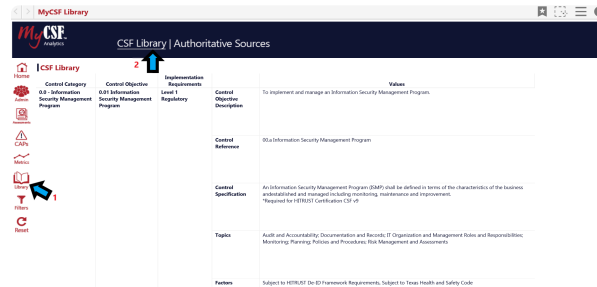 MyCSF Library
MyCSF.
Analytics
CSF Library | Authoritative Sources
2
CSF Library
Home
Control Category
Control Objective
Implementation
Requirements
Values
0.0 - Information
Security Management
Program
0.01 Information
Security Management
Program
Level 1
Regulatory
Control
Objective
Description
To implement and manage an Information Security Management Program.
Admin
Assessments
CAPs
Metrics
Library
1
Filters
Reset
Control
Reference
00.a Information Security Management Program
Control
Specification
An Information Security Management Program (ISMP) shall be defined in terms of the characteristics of the business
andestablished and managed including monitoring, maintenance and improvement.
*Required for HITRUST Certification CSF v9
Topics
Audit and Accountability; Documentation and Records; IT Organization and Management Roles and Responsibilities;
Monitoring; Planning; Policies and Procedures; Risk Management and Assessments
Factors
Subject to HITRUST De-ID Framework Requirements, Subject to Texas Health and Safety Code